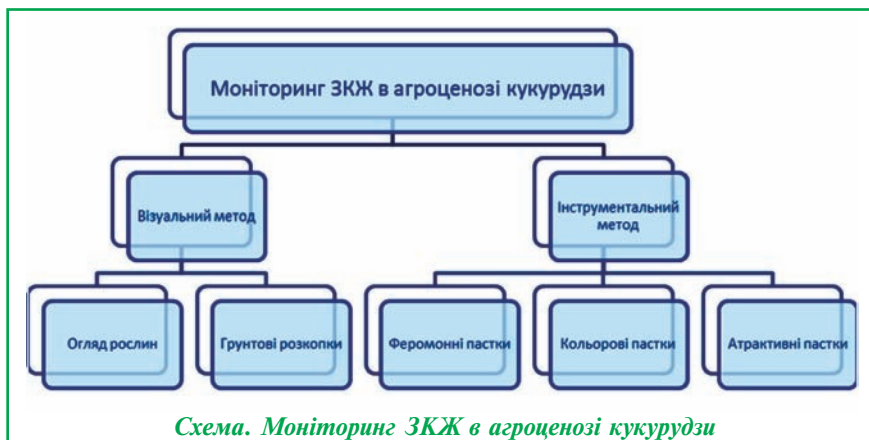 Моніторинг ЗКЖ в агроценозі кукурудзи
Візуальний метод
Інструментальний
метод
Огляд рослин
Грунтові розкопки
Феромонні пастки
Кольорові пастки
Атрактивні пастки
Схема. Моніторинг ЗКЖ в агроценозі кукурудзи